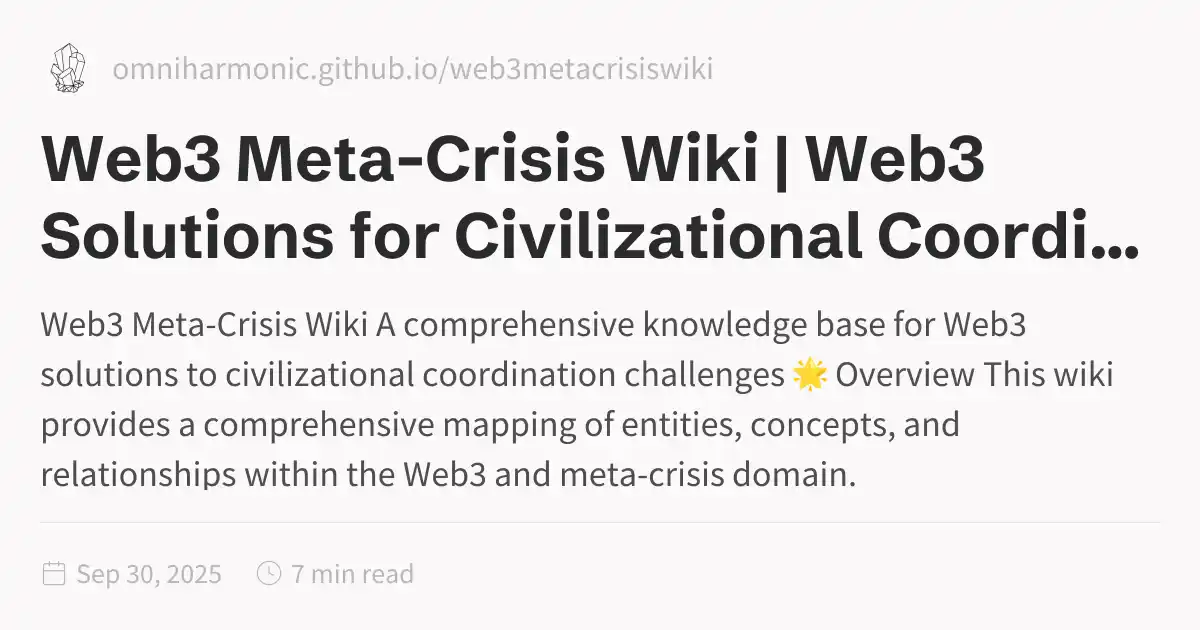 omniharmonic.github.io/web3metacrisiswiki
Web3 Meta-Crisis Wiki | Web3
Solutions for Civilizational Coordi...
Web3 Meta-Crisis Wiki A comprehensive knowledge base for Web3
solutions to civilizational coordination challenges 🌟 Overview This wiki
provides a comprehensive mapping of entities, concepts, and
relationships within the Web3 and meta-crisis domain.
Sep 30, 2025 7 min read